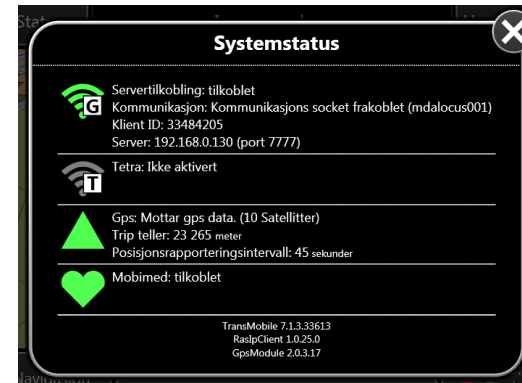 Systemstatus
Servertilkobling: tilkoblet
Kommunikasjon: Kommunikasjons socket frakoblet (mdalocus001)
Klient ID: 33484205
Server: 192.168.0.130 (port 7777)
G
Tetra: Ikke aktivert
T
Gps: Mottar gps data. (10 Satellitter)
Trip teller: 23 265 meter
Posisjonsrapporteringsintervall: 45 sekunder
Mobimed: tilkoblet
TransMobile 7.1.3.33613
RasIpClient 1.0.25.0
GpsModule 2.0.3.17